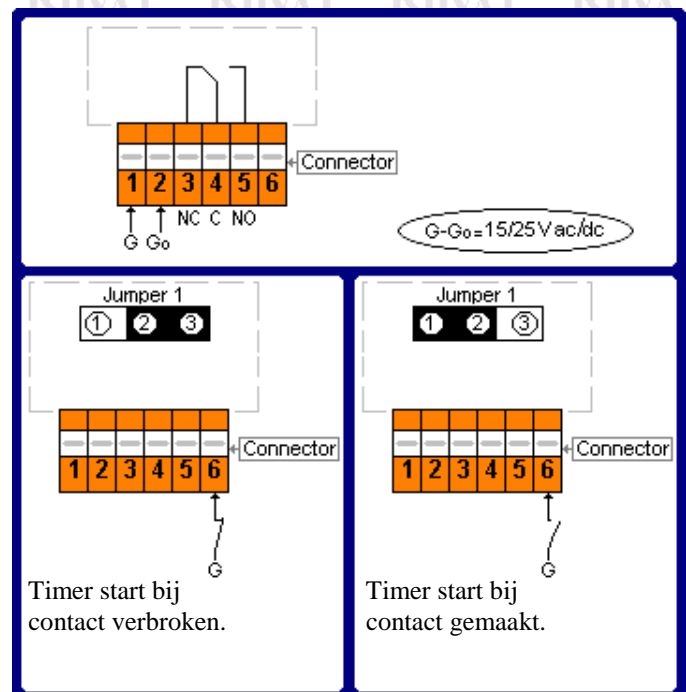 Connector
1 2 3 4 5 6
NC C NO
G Go
G-Go=15/25Vac/dc
Jumper 1
1 2 3
Connector
1 2 3 4 5 6
G
Timer start bij
contact verbroken.
Jumper 1
1 2 3
Connector
1 2 3 4 5 6
G
Timer start bij
contact gemaakt.